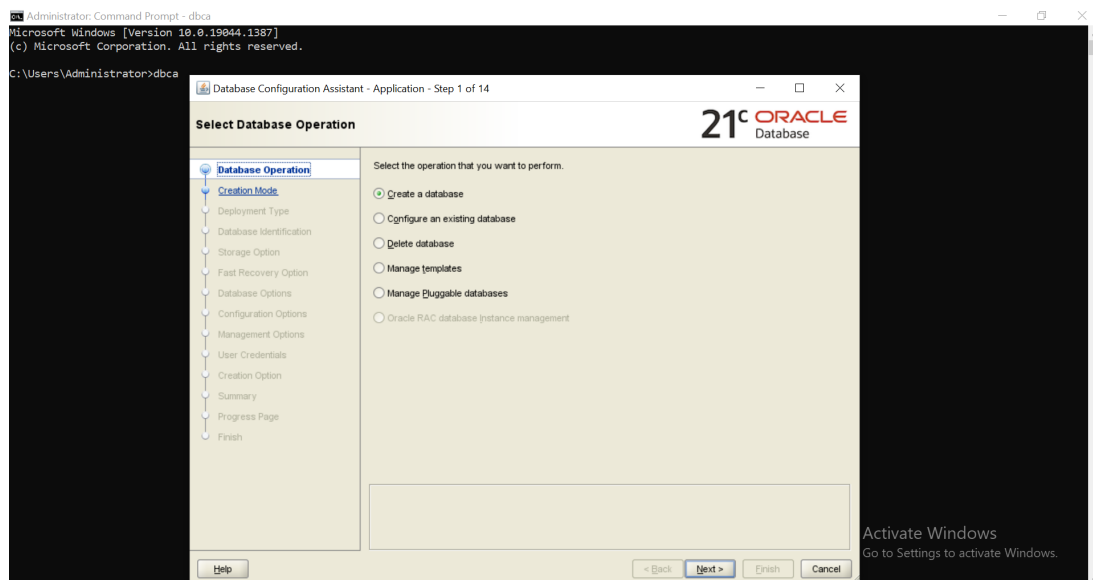 Administrator: Command Prompt - dbca
Microsoft Windows [Version 10.0.19044.1387]
(c) Microsoft Corporation. All rights reserved.
C:\Users\Administrator>dbca
Database Configuration Assistant - Application - Step 1 of 14
Select Database Operation
21c ORACLE
Database
Database Operation
Creation Mode
Deployment Type
Database Identification
Storage Option
Fast Recovery Option
Database Options
Configuration Options
Management Options
User Credentials
Creation Option
Summary
Progress Page
Finish
Select the operation that you want to perform.
Create a database
Configure an existing database
Delete database
Manage templates
Manage Pluggable databases
Oracle RAC database Instance management
Help
< Back
Next >
Finish
Cancel
Activate Windows
Go to Settings to activate Windows.